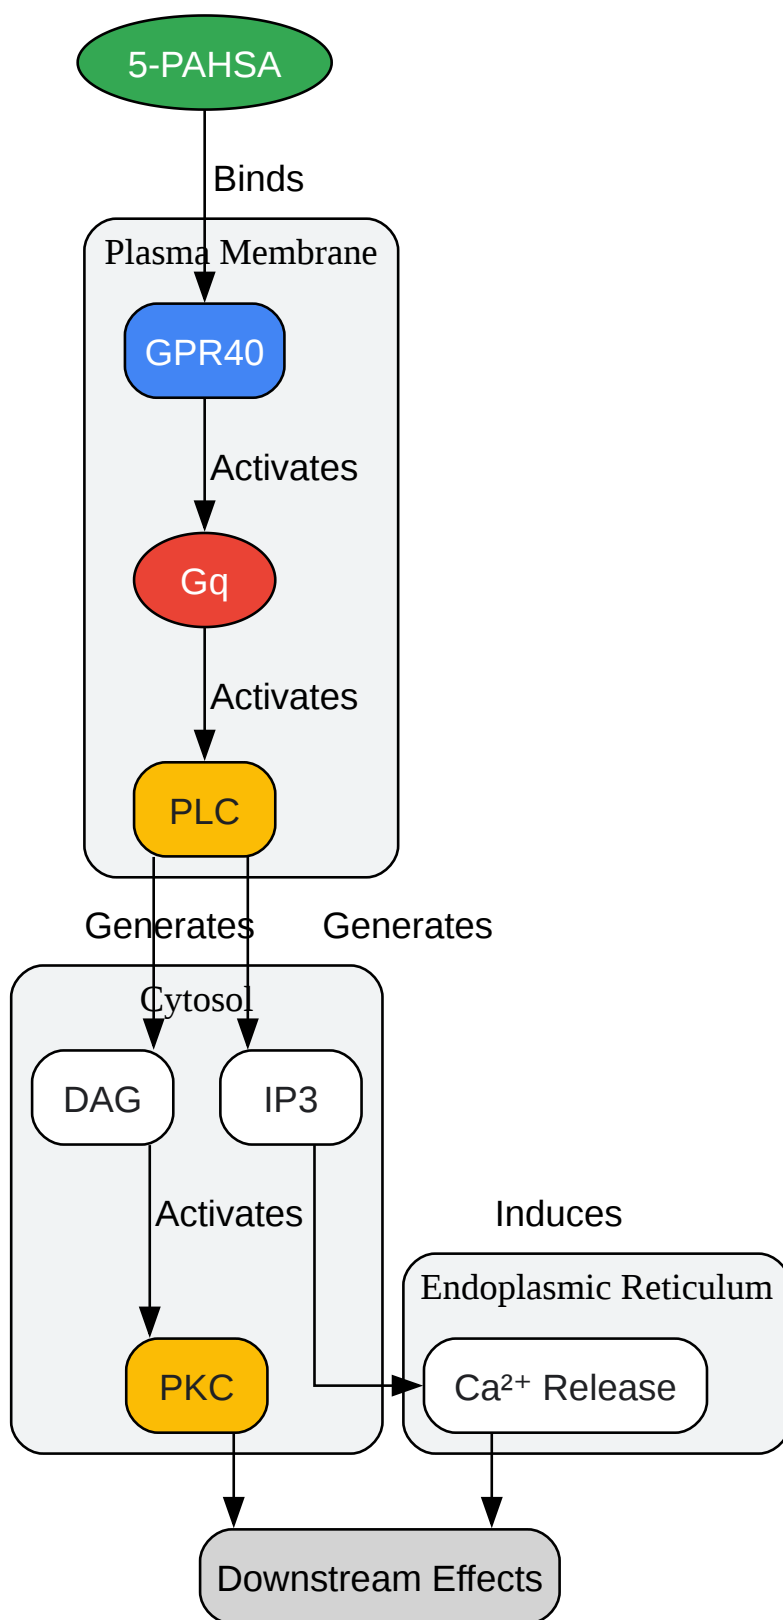 5-PAHSA
Binds
Plasma Membrane
GPR40
Activates
Gq
Activates
PLC
Generates
Generates
Cytosol
DAG
IP3
Activates
Induces
Endoplasmic Reticulum
PKC
Ca²⁺ Release
Downstream Effects